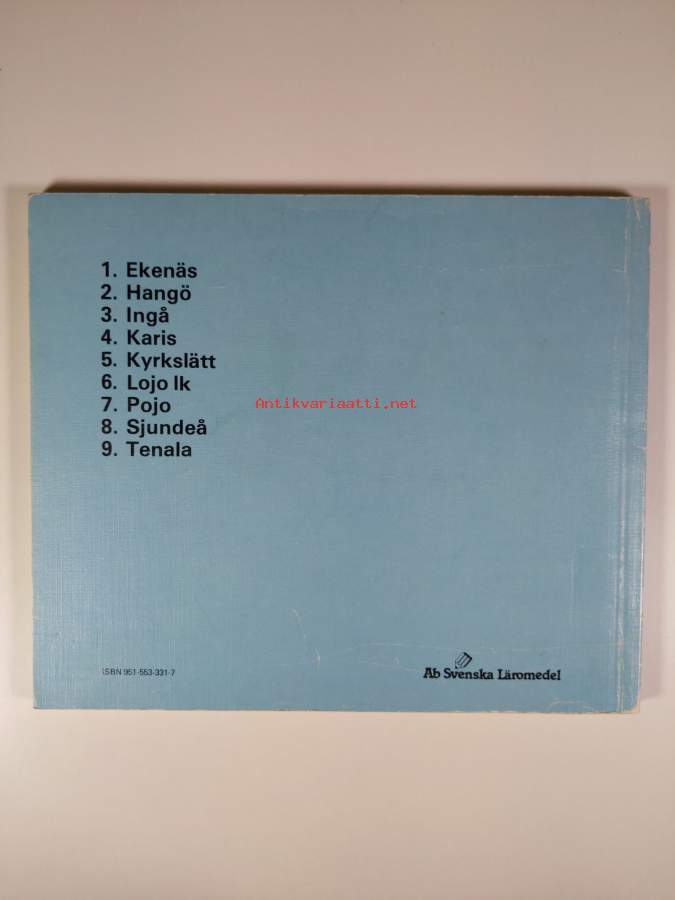 1. Ekenäs
2. Hangö
3. Ingå
4. Karis
5. Kyrkslätt
6. Lojo lk
7. Pojo
8. Sjundeå
9. Tenala
Antikvariaatti.net
ISBN 951-553-331-7
Ab Svenska Läromedel